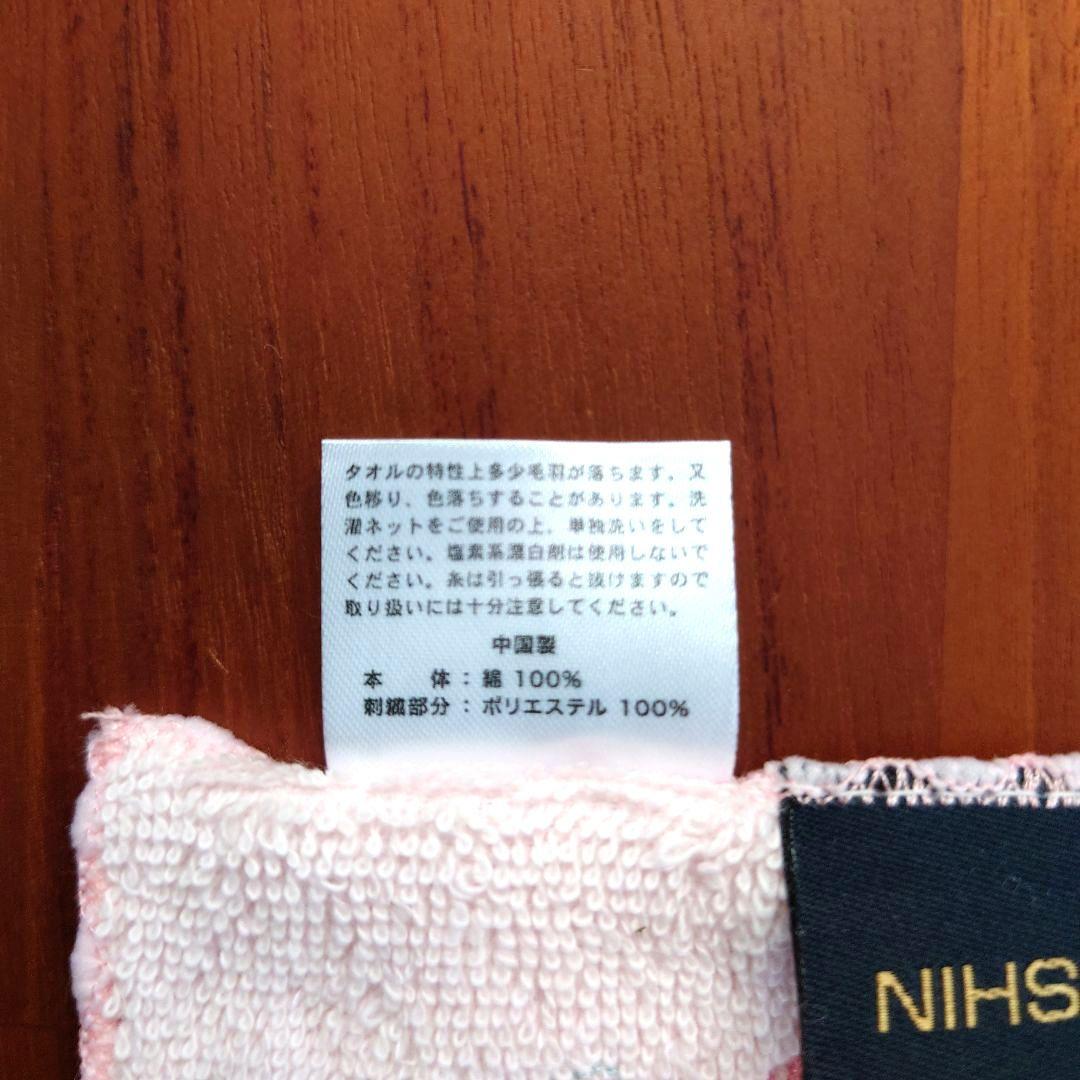 タオルの特性上多少毛羽が落ちます。又
色移り、色落ちすることがあります。洗
濯ネットをご使用の上、単独洗いをして
ください。塩素系漂白剤は使用しないで
ください。糸は引っ張ると抜けますので
取り扱いには十分注意してください。
中国製
本　体：綿 100%
刺繍部分：ポリエステル 100%
NIHS